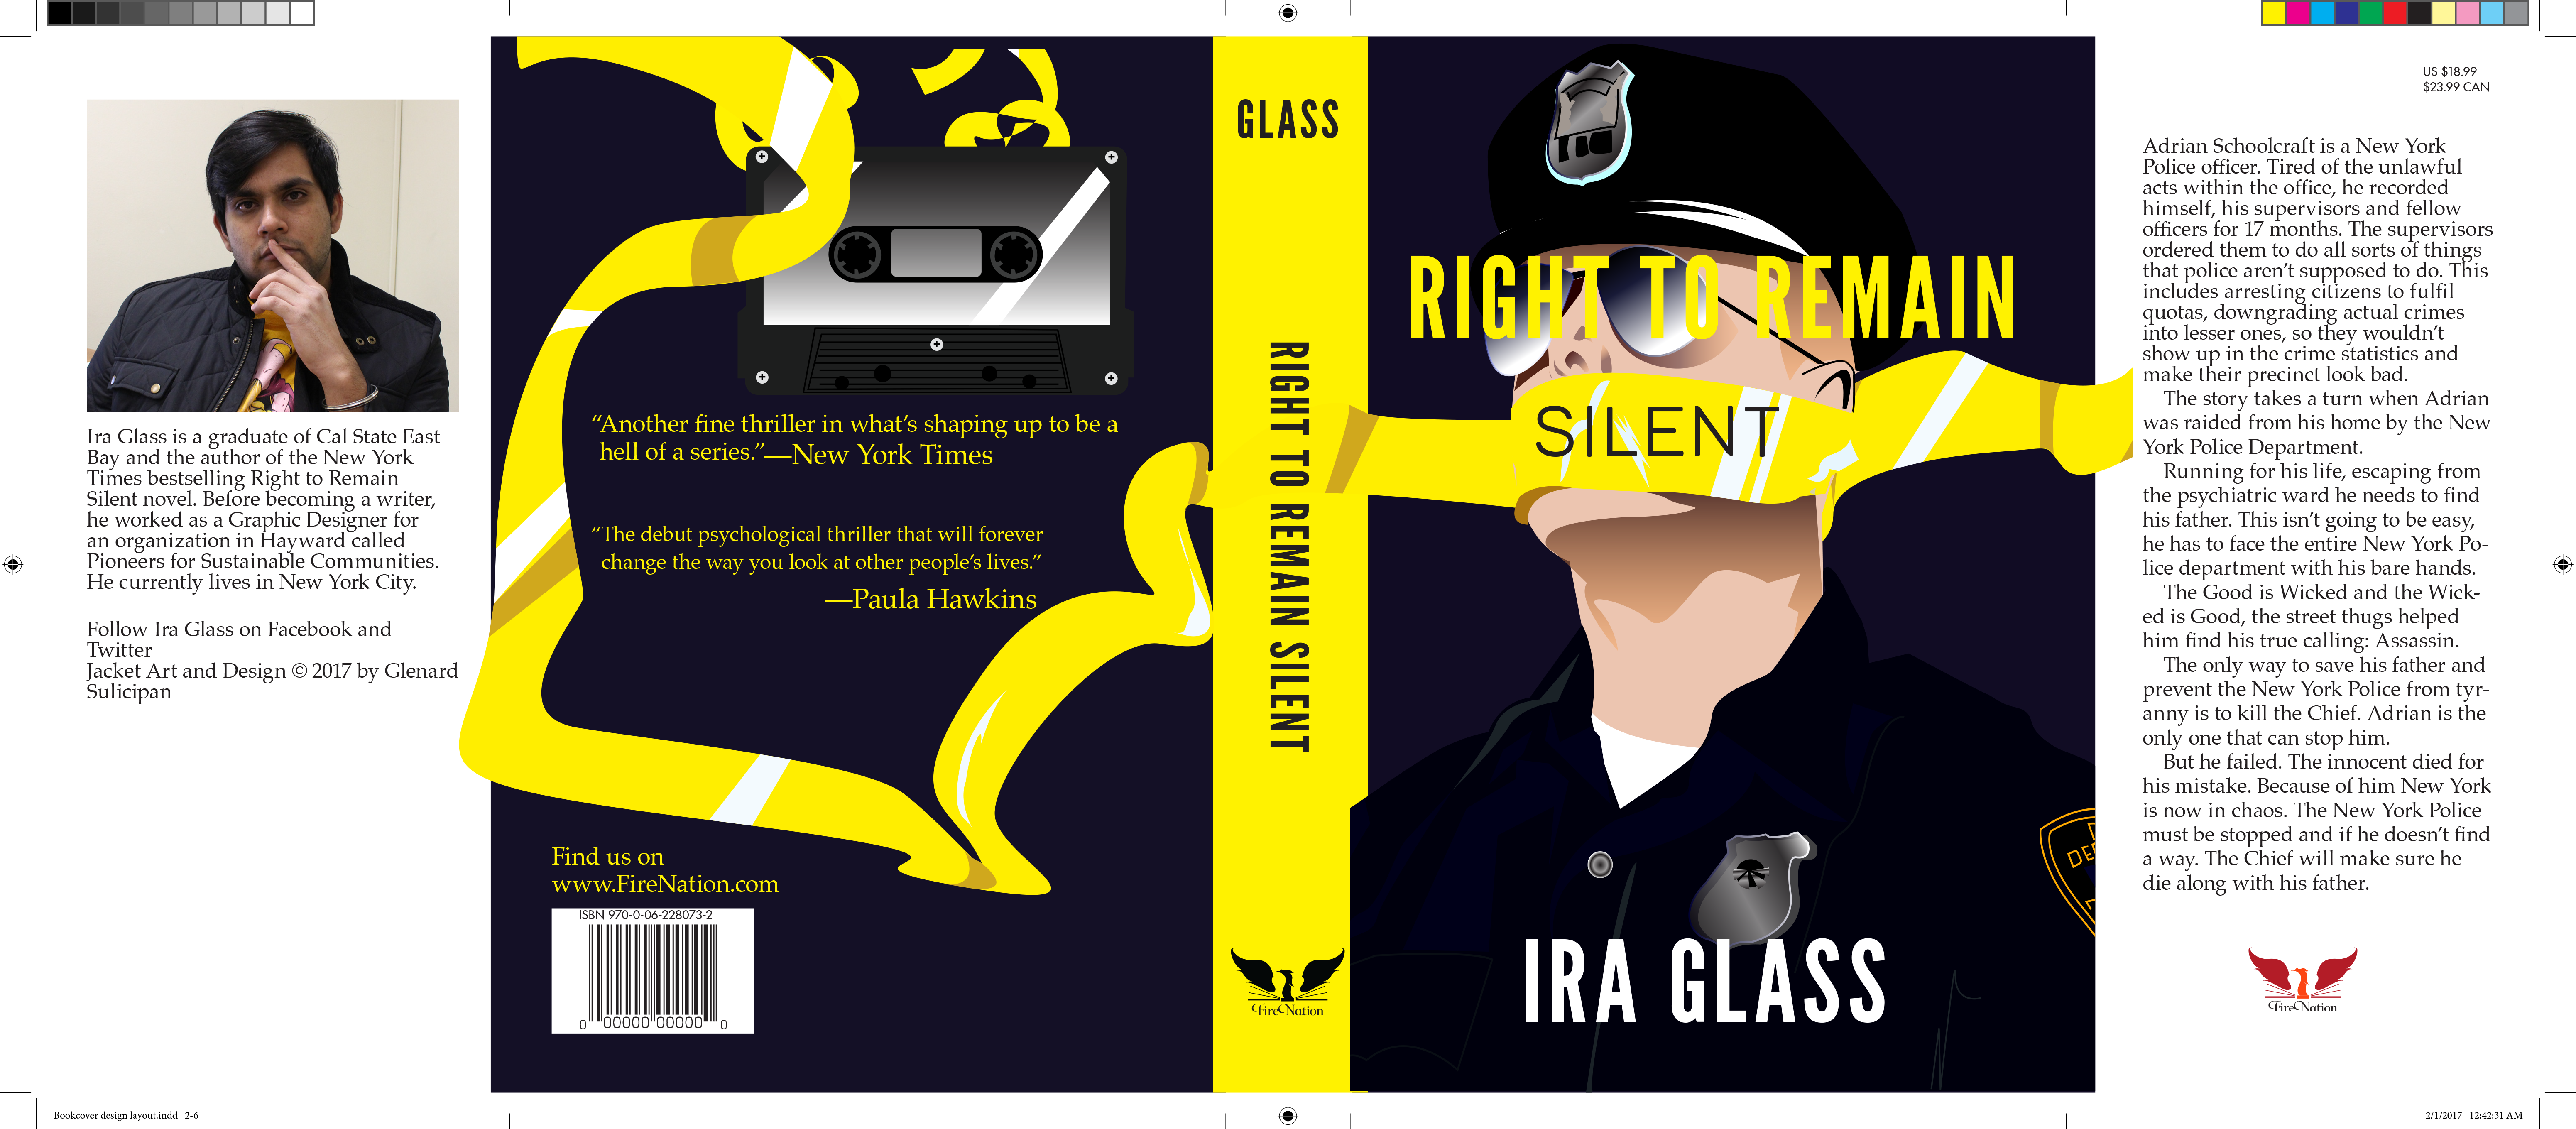 Ira Glass is a graduate of Cal State East
Bay and the author of the New York
Times bestselling Right to Remain
Silent novel. Before becoming a writer,
he worked as a Graphic Designer for
an organization in Hayward called
Pioneers for Sustainable Communities.
He currently lives in New York City.
Follow Ira Glass on Facebook and
Twitter
Jacket Art and Design © 2017 by Glenard
Sulicipan
“Another fine thriller in what’s shaping up to be a
hell of a series.”—New York Times
“The debut psychological thriller that will forever
change the way you look at other people’s lives.”
—Paula Hawkins
Find us on
www.FireNation.com
ISBN 970-0-06-228073-2
0 00000 00000 0
GLASS
RIGHT TO REMAIN SILENT
FireNation
RIGHT TO REMAIN
SILENT
IRA GLASS
US $18.99
$23.99 CAN
Adrian Schoolcraft is a New York
Police officer. Tired of the unlawful
acts within the office, he recorded
himself, his supervisors and fellow
officers for 17 months. The supervisors
ordered them to do all sorts of things
that police aren’t supposed to do. This
includes arresting citizens to fulfil
quotas, downgrading actual crimes
into lesser ones, so they wouldn’t
show up in the crime statistics and
make their precinct look bad.
The story takes a turn when Adrian
was raided from his home by the New
York Police Department.
Running for his life, escaping from
the psychiatric ward he needs to find
his father. This isn’t going to be easy,
he has to face the entire New York Po-
lice department with his bare hands.
The Good is Wicked and the Wick-
ed is Good, the street thugs helped
him find his true calling: Assassin.
The only way to save his father and
prevent the New York Police from tyr-
anny is to kill the Chief. Adrian is the
only one that can stop him.
But he failed. The innocent died for
his mistake. Because of him New York
is now in chaos. The New York Police
must be stopped and if he doesn’t find
a way. The Chief will make sure he
die along with his father.
FireNation
Bookcover design layout.indd 2-6
2/1/2017 12:42:31 AM